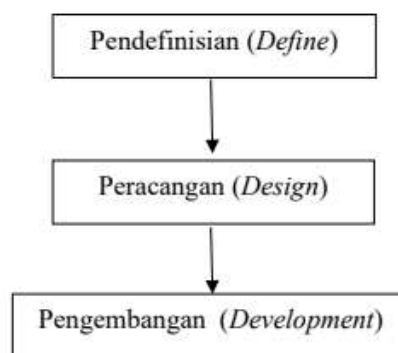 Pendefinisian (Define)
Peracangan (Design)
Pengembangan (Development)